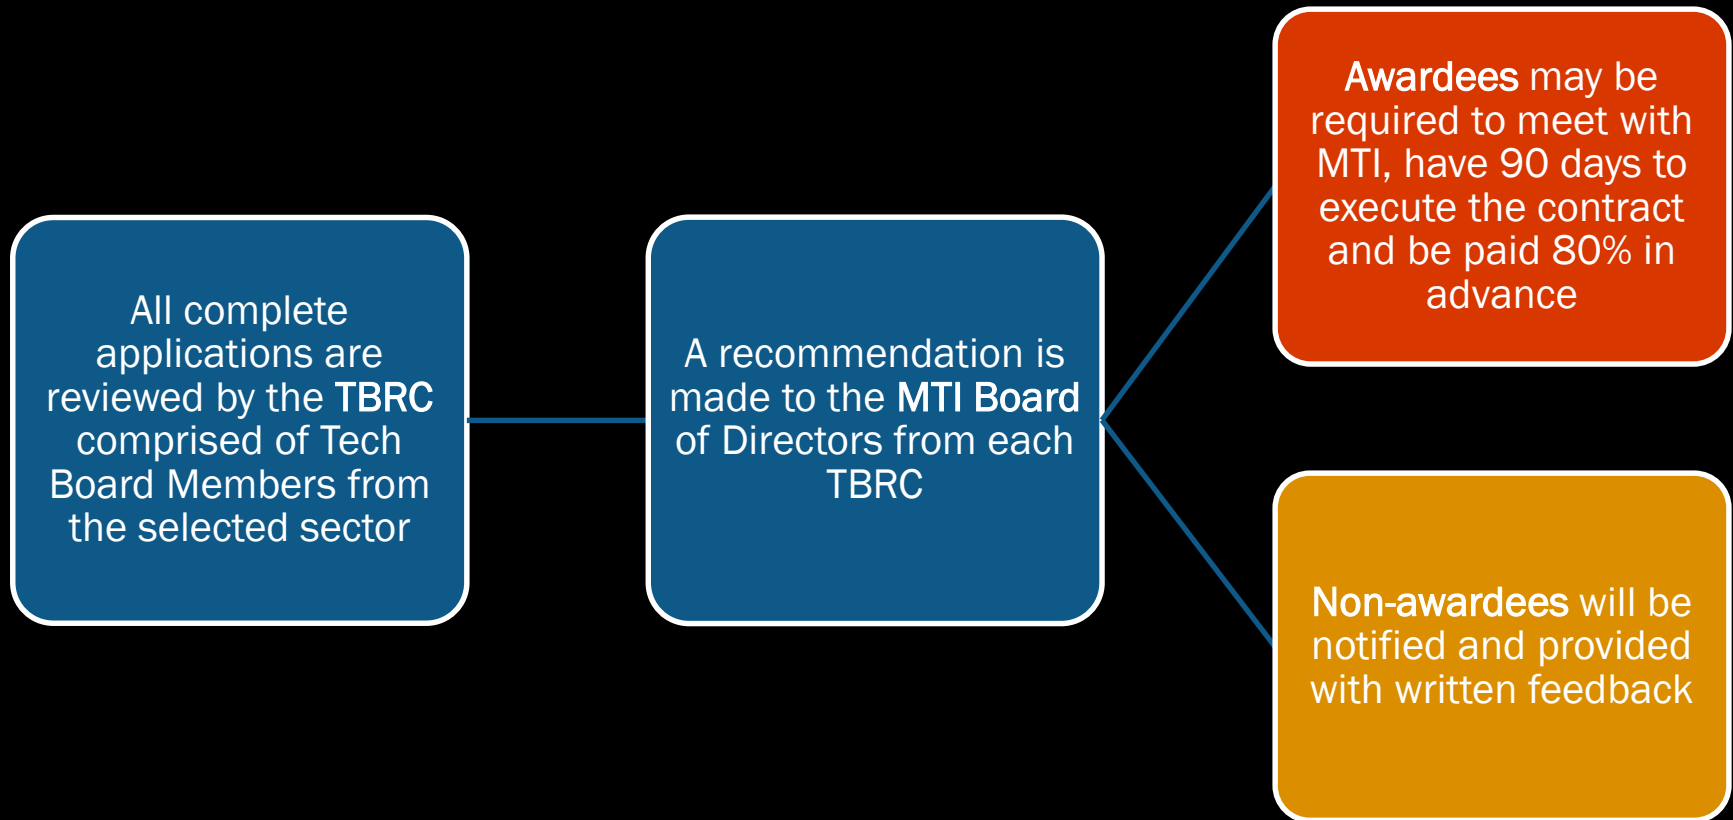 All complete
applications are
reviewed by the TBRC
comprised of Tech
Board Members from
the selected sector
A recommendation is
made to the MTI Board
of Directors from each
TBRC
Awardees may be
required to meet with
MTI, have 90 days to
execute the contract
and be paid 80% in
advance
Non-awardees will be
notified and provided
with written feedback